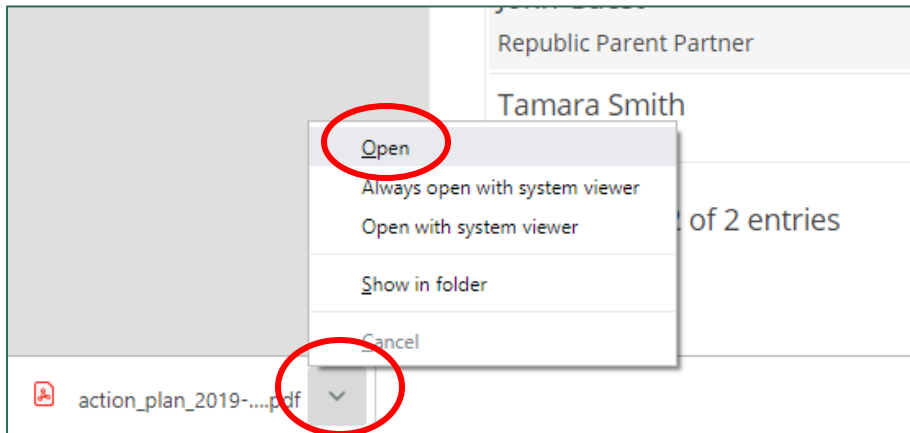 Republic Parent Partner
Tamara Smith
Open
Always open with system viewer
Open with system viewer
of 2 entries
Show in folder
Cancel
action_plan_2019-....pdf